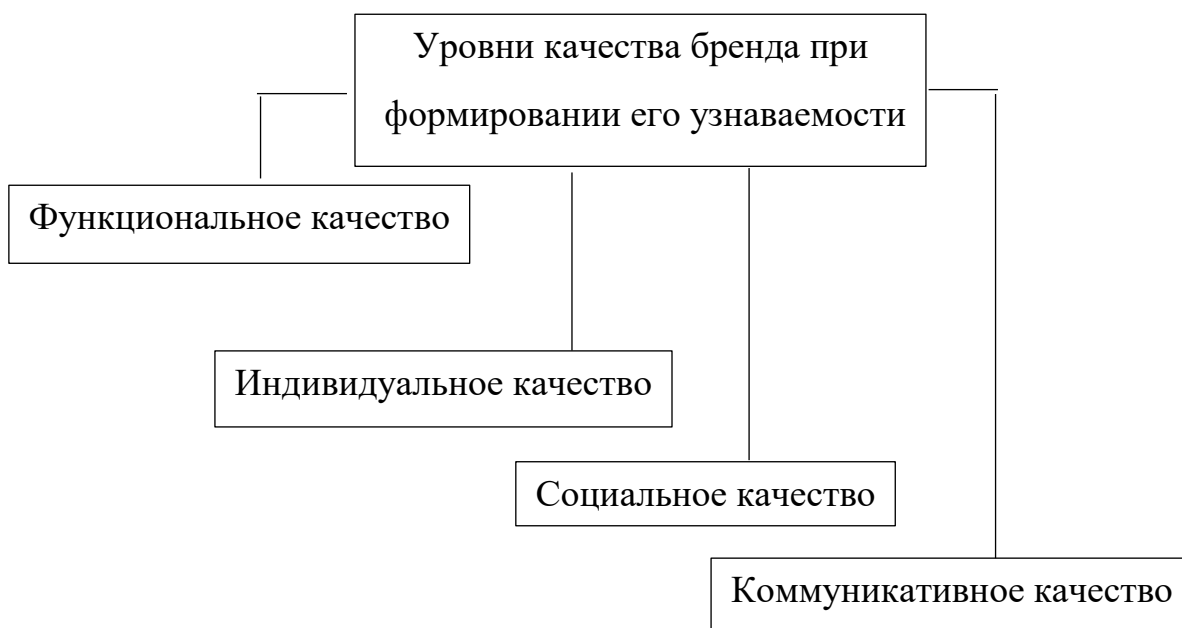 Уровни качества бренда при
формировании его узнаваемости
Функциональное качество
Индивидуальное качество
Социальное качество
Коммуникативное качество